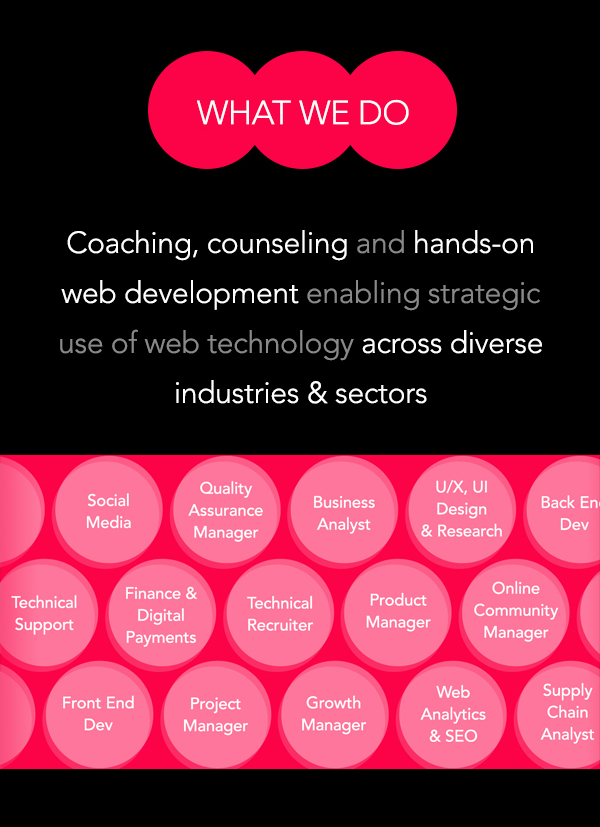 WHAT WE DO
Coaching, counseling and hands-on
web development enabling strategic
use of web technology across diverse
industries & sectors
Social
Media
Quality
Assurance
Manager
Business
Analyst
U/X, UI
Design
& Research
Back En
Dev
Technical
Support
Finance &
Digital
Payments
Technical
Recruiter
Product
Manager
Online
Community
Manager
Front End
Dev
Project
Manager
Growth
Manager
Web
Analytics
& SEO
Supply
Chain
Analyst